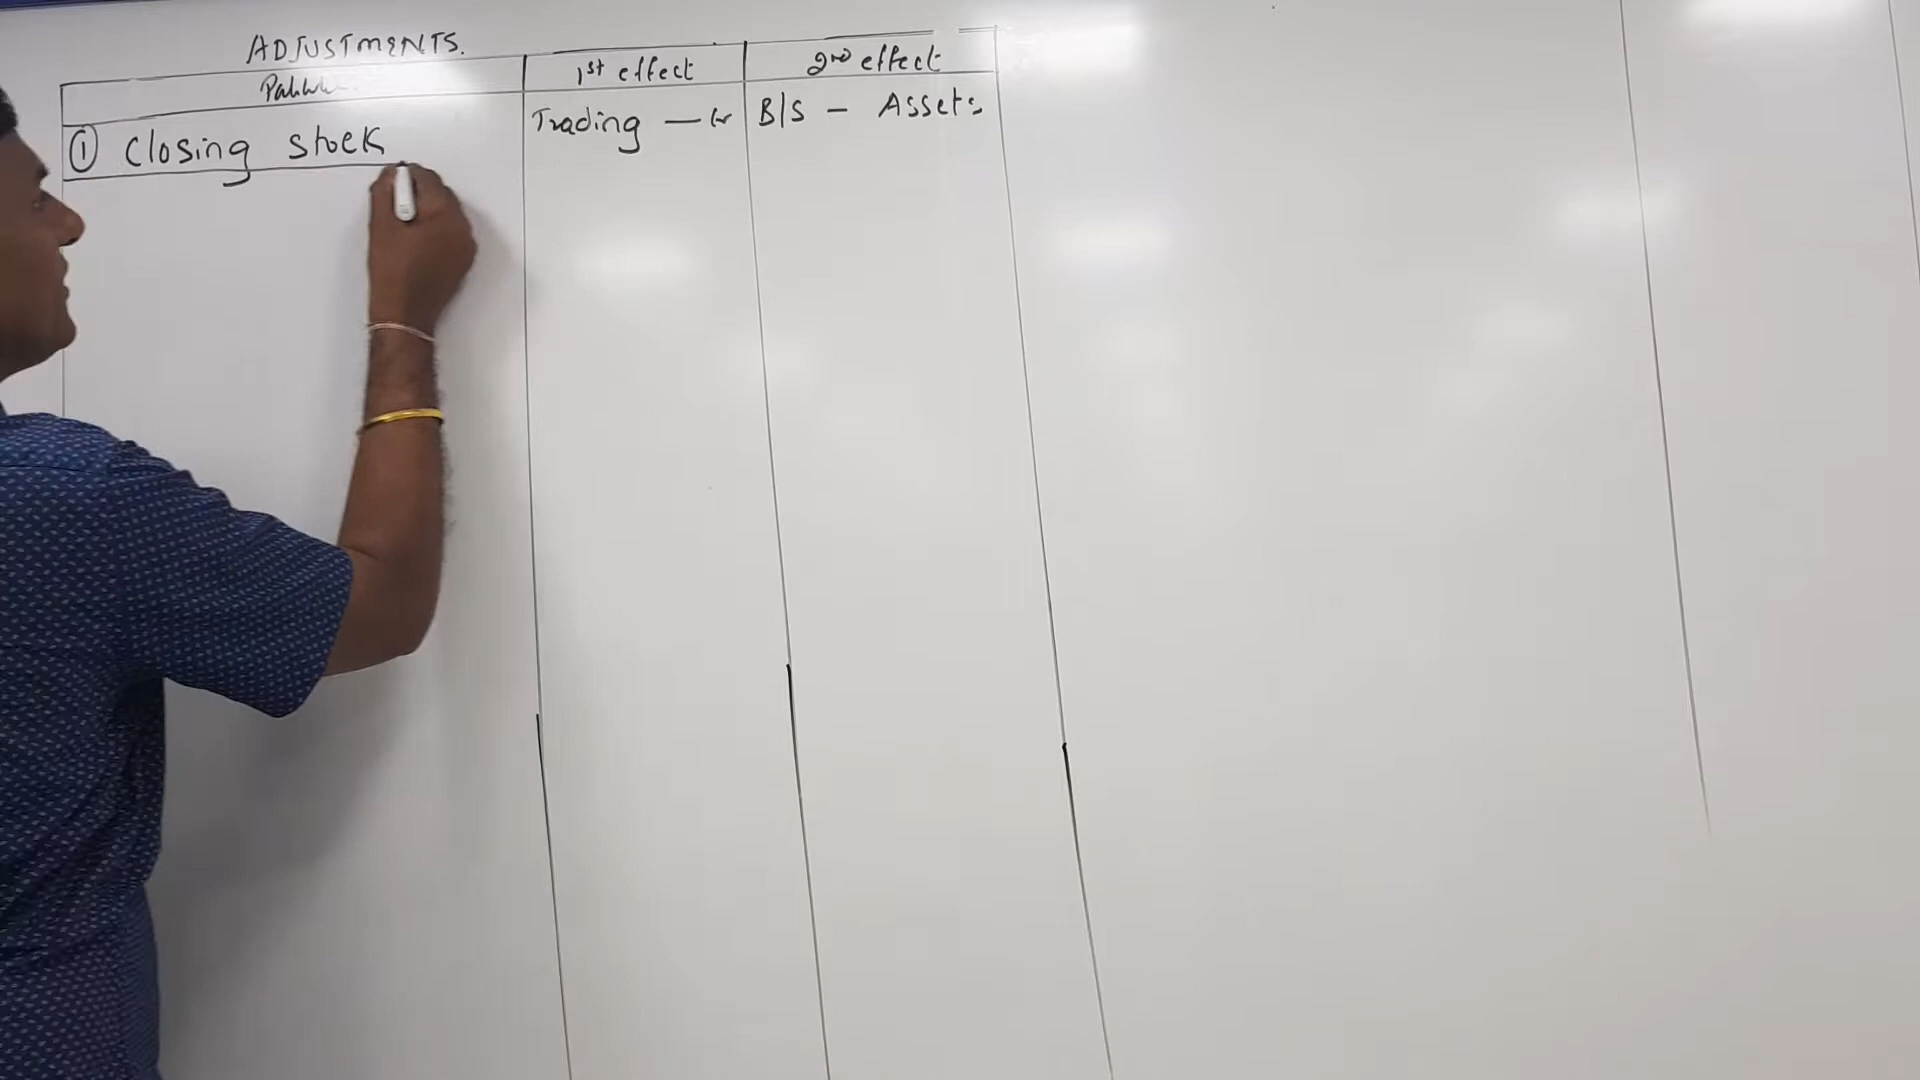 ADJUSTMENTS.
1st effect 2nd effect
① Closing stock Trading — Cr B/S - Assets